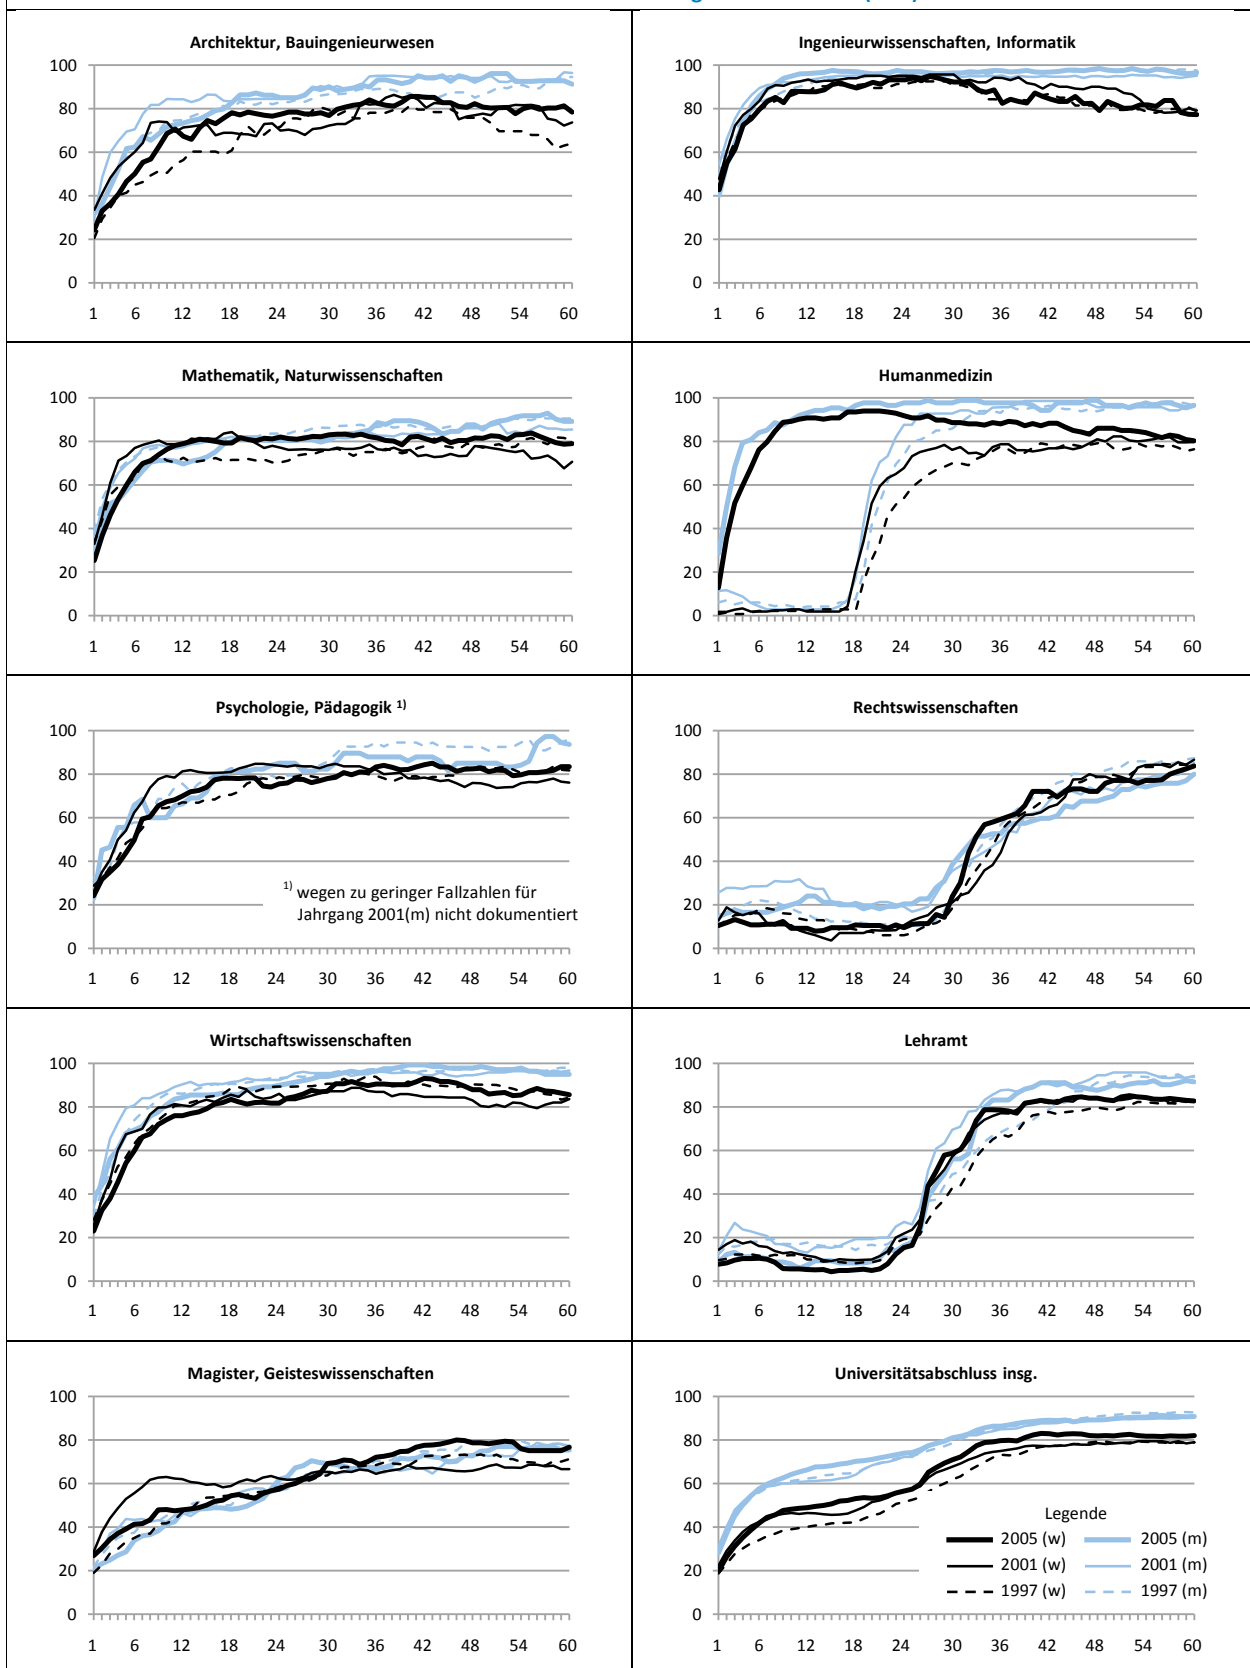 Architektur, Bauingenieurwesen
100
80
60
40
20
0
1 6 12 18 24 30 36 42 48 54 60
Ingenieurwissenschaften, Informatik
100
80
60
40
20
0
1 6 12 18 24 30 36 42 48 54 60
Mathematik, Naturwissenschaften
100
80
60
40
20
0
1 6 12 18 24 30 36 42 48 54 60
Humanmedizin
100
80
60
40
20
0
1 6 12 18 24 30 36 42 48 54 60
Psychologie, Pädagogik 1)
100
80
60
40
20
0
1) wegen zu geringer Fallzahlen für
Jahrgang 2001(m) nicht dokumentiert
1 6 12 18 24 30 36 42 48 54 60
Rechtswissenschaften
100
80
60
40
20
0
1 6 12 18 24 30 36 42 48 54 60
Wirtschaftswissenschaften
100
80
60
40
20
0
1 6 12 18 24 30 36 42 48 54 60
Lehramt
100
80
60
40
20
0
1 6 12 18 24 30 36 42 48 54 60
Magister, Geisteswissenschaften
100
80
60
40
20
0
1 6 12 18 24 30 36 42 48 54 60
Universitätsabschluss insg.
100
80
60
40
20
0
Legende
2005 (w) 2005 (m)
2001 (w) 2001 (m)
1997 (w) 1997 (m)
1 6 12 18 24 30 36 42 48 54 60